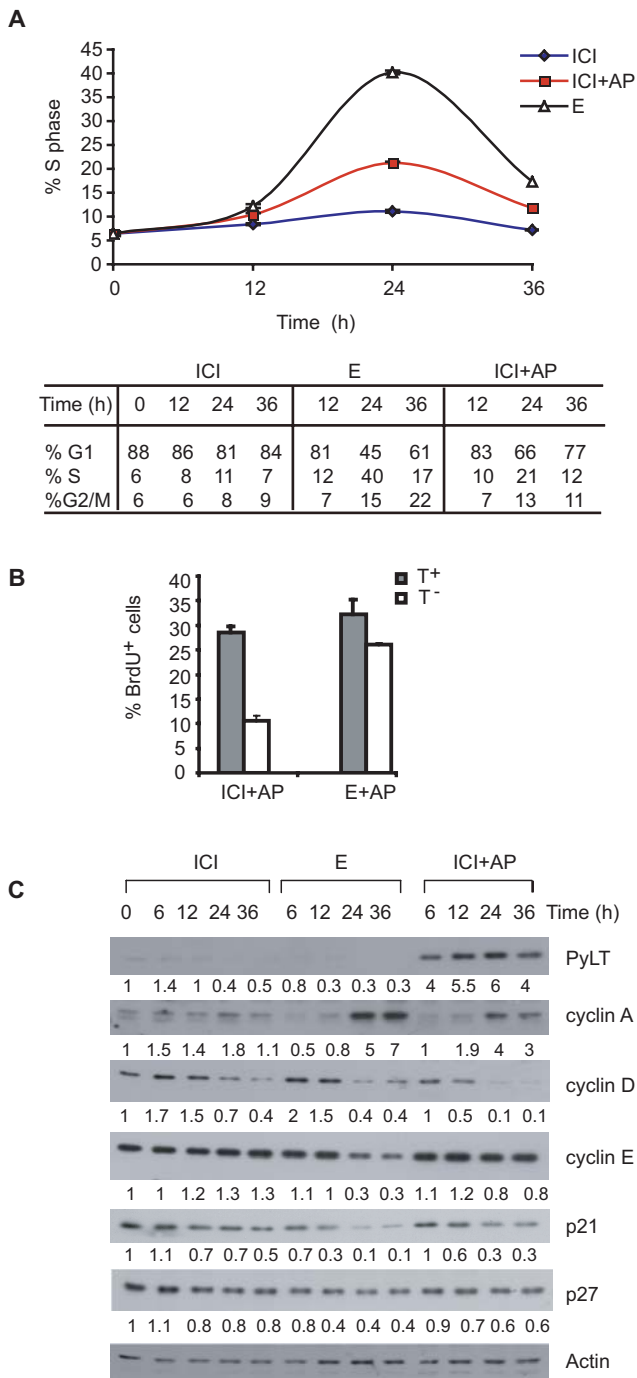 A
45
40
35
30
25
20
15
10
5
0
% S phase
0 12 24 36
Time (h)
ICI
ICI+AP
E
ICI E ICI+AP
Time (h) 0 12 24 36 12 24 36 12 24 36
% G1 88 86 81 84 81 45 61 83 66 77
% S 6 8 11 7 12 40 17 10 21 12
%G2/M 6 6 8 9 7 15 22 7 13 11
B
40
35
30
25
20
15
10
5
0
% BrdU+ cells
T+
T-
ICI+AP E+AP
C
ICI E ICI+AP
0 6 12 24 36 6 12 24 36 6 12 24 36 Time (h)
PyLT
1 1.4 1 0.4 0.5 0.8 0.3 0.3 0.3 4 5.5 6 4
cyclin A
1 1.5 1.4 1.8 1.1 0.5 0.8 5 7 1 1.9 4 3
cyclin D
1 1.7 1.5 0.7 0.4 2 1.5 0.4 0.4 1 0.5 0.1 0.1
cyclin E
1 1 1.2 1.3 1.3 1.1 1 0.3 0.3 1.1 1.2 0.8 0.8
p21
1 1.1 0.7 0.7 0.5 0.7 0.3 0.1 0.1 1 0.6 0.3 0.3
p27
1 1.1 0.8 0.8 0.8 0.8 0.4 0.4 0.4 0.9 0.7 0.6 0.6
Actin